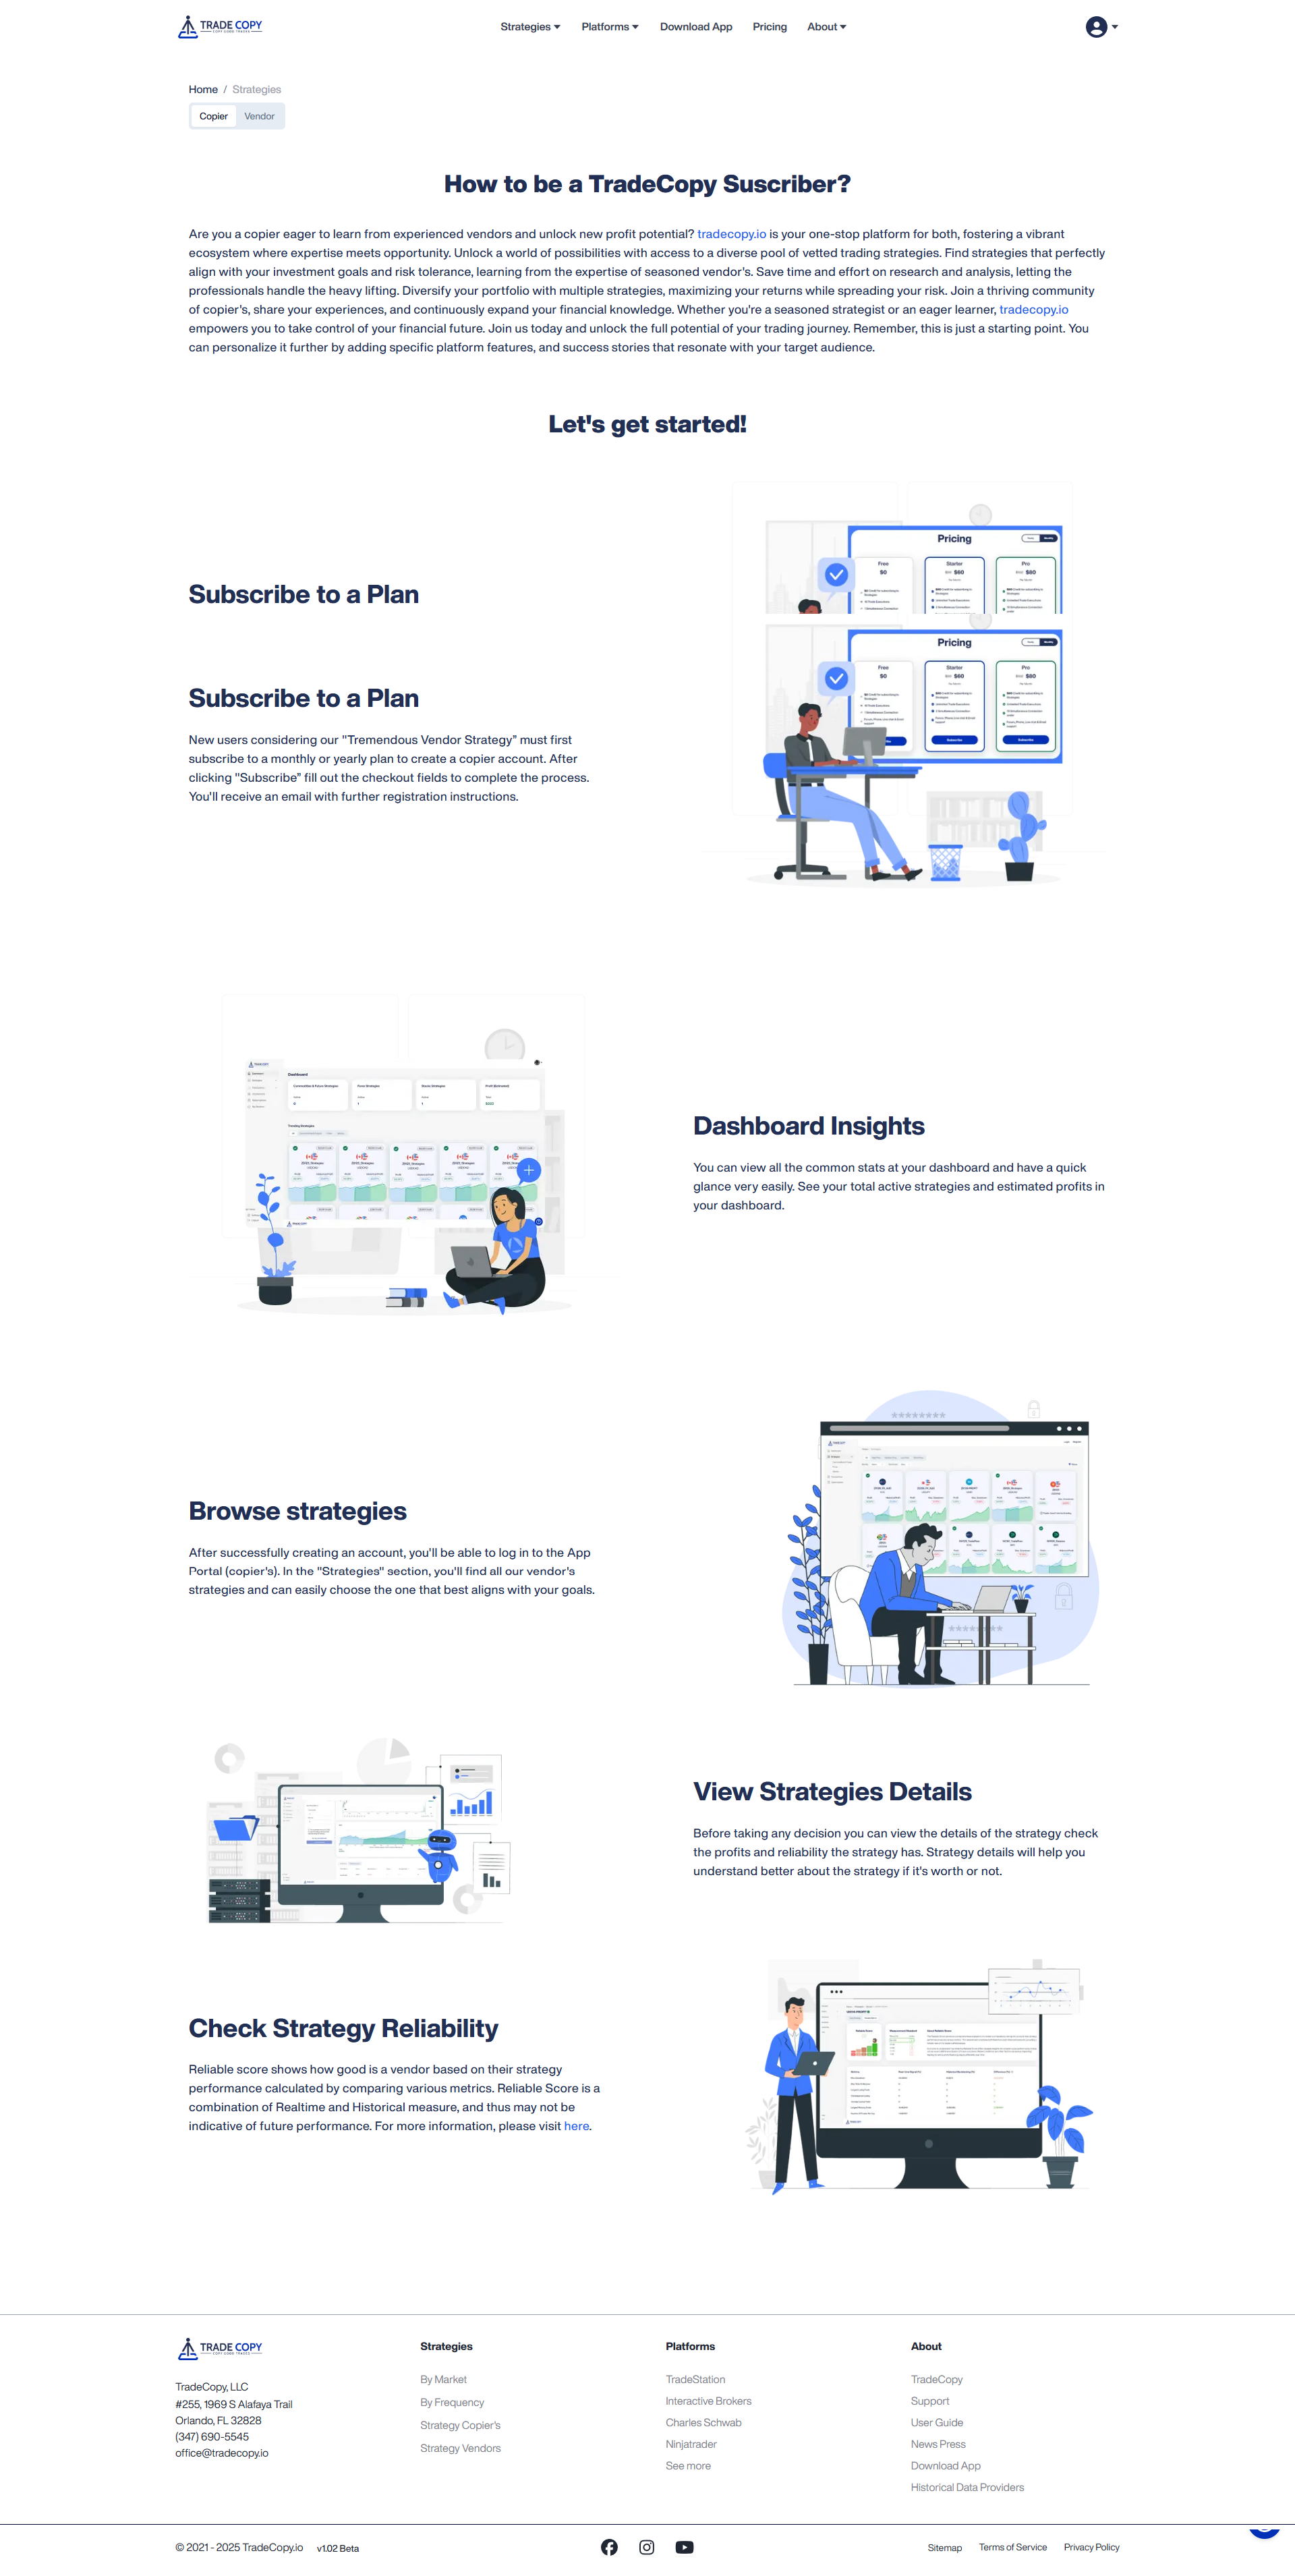 TRADE COPY
COPY GOOD TRADES
Strategies
Platforms
Download App
Pricing
About
Home / Strategies
Copier
Vendor
How to be a TradeCopy Suscriber?
Are you a copier eager to learn from experienced vendors and unlock new profit potential? tradecopy.io is your one-stop platform for both, fostering a vibrant
ecosystem where expertise meets opportunity. Unlock a world of possibilities with access to a diverse pool of vetted trading strategies. Find strategies that perfectly
align with your investment goals and risk tolerance, learning from the expertise of seasoned vendor's. Save time and effort on research and analysis, letting the
professionals handle the heavy lifting. Diversify your portfolio with multiple strategies, maximizing your returns while spreading your risk. Join a thriving community
of copier's, share your experiences, and continuously expand your financial knowledge. Whether you're a seasoned strategist or an eager learner, tradecopy.io
empowers you to take control of your financial future. Join us today and unlock the full potential of your trading journey. Remember, this is just a starting point. You
can personalize it further by adding specific platform features, and success stories that resonate with your target audience.
Let's get started!
Pricing
Free
$0
Starter
$60
Pro
$80
Subscribe to a Plan
Pricing
Free
$0
Starter
$60
Pro
$80
Subscribe
Subscribe
Subscribe to a Plan
New users considering our "Tremendous Vendor Strategy" must first
subscribe to a monthly or yearly plan to create a copier account. After
clicking "Subscribe" fill out the checkout fields to complete the process.
You'll receive an email with further registration instructions.
TRADE COPY
Dashboard
Dashboard Insights
You can view all the common stats at your dashboard and have a quick
glance very easily. See your total active strategies and estimated profits in
your dashboard.
Browse strategies
After successfully creating an account, you'll be able to log in to the App
Portal (copier's). In the "Strategies" section, you'll find all our vendor's
strategies and can easily choose the one that best aligns with your goals.
View Strategies Details
Before taking any decision you can view the details of the strategy check
the profits and reliability the strategy has. Strategy details will help you
understand better about the strategy if it's worth or not.
Check Strategy Reliability
Reliable score shows how good is a vendor based on their strategy
performance calculated by comparing various metrics. Reliable Score is a
combination of Realtime and Historical measure, and thus may not be
indicative of future performance. For more information, please visit here.
TRADE COPY
COPY GOOD TRADES
TradeCopy, LLC
#255, 1969 S Alafaya Trail
Orlando, FL 32828
(347) 690-5545
office@tradecopy.io
Strategies
By Market
By Frequency
Strategy Copier's
Strategy Vendors
Platforms
TradeStation
Interactive Brokers
Charles Schwab
Ninjatrader
See more
About
TradeCopy
Support
User Guide
News Press
Download App
Historical Data Providers
© 2021 - 2025 TradeCopy.io
v1.02 Beta
Sitemap
Terms of Service
Privacy Policy